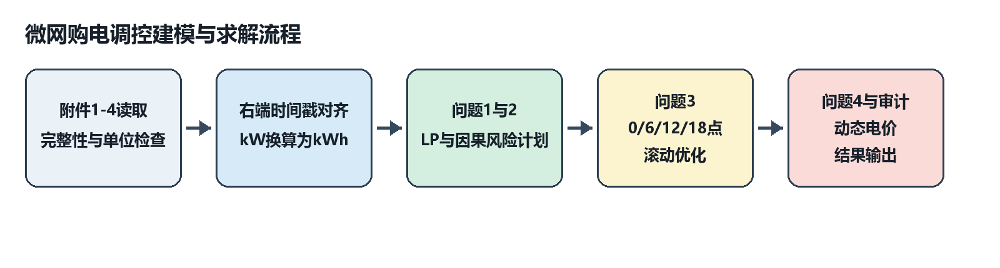 微网购电调控建模与求解流程
附件1-4读取
完整性与单位检查
右端时间戳对齐
kW换算为kWh
问题1与2
LP与因果风险计划
问题3
0/6/12/18点
滚动优化
问题4与审计
动态电价
结果输出